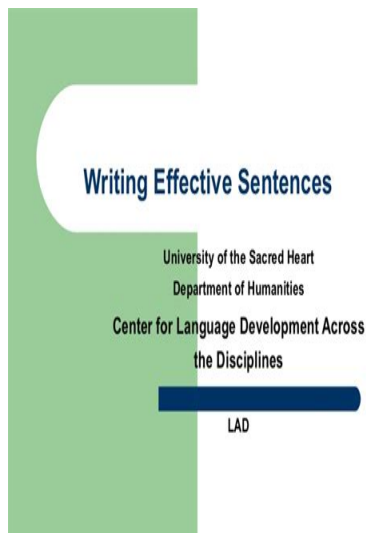 Writing Effective Sentences
University of the Sacred Heart
Department of Humanities
Center for Language Development Across
the Disciplines
LAD